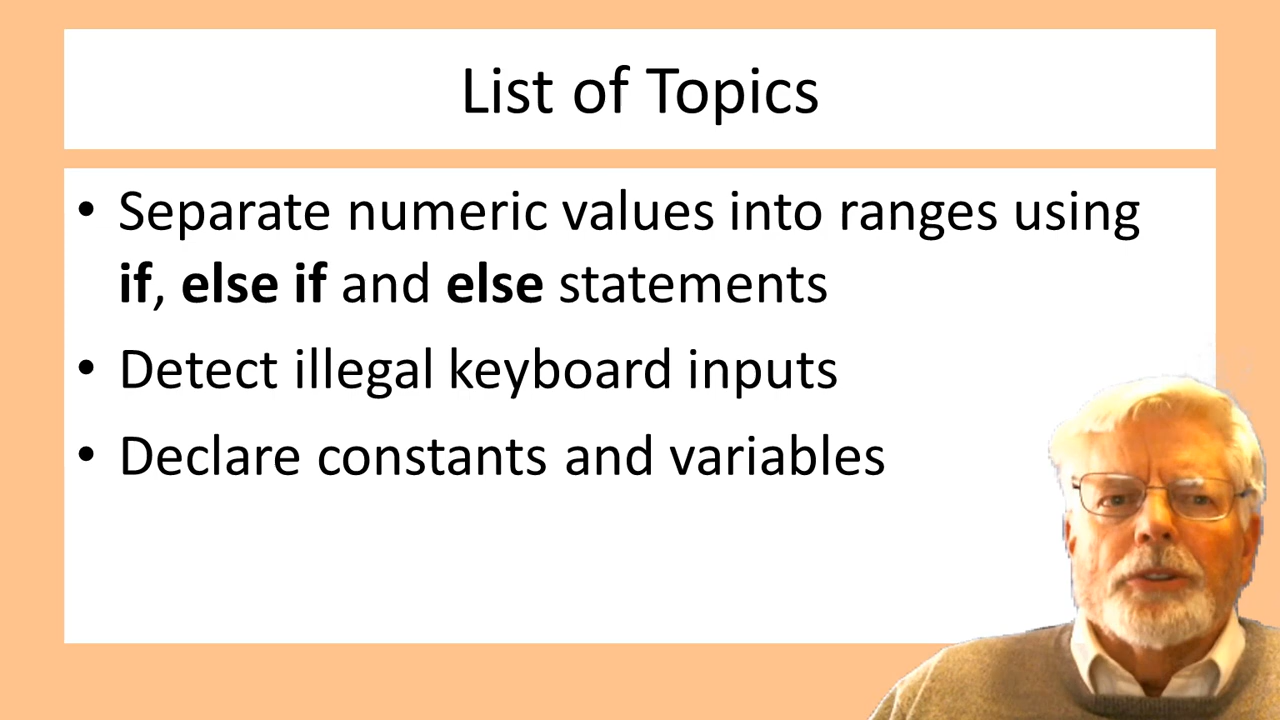 List of Topics
• Separate numeric values into ranges using
if, else if and else statements
• Detect illegal keyboard inputs
• Declare constants and variables